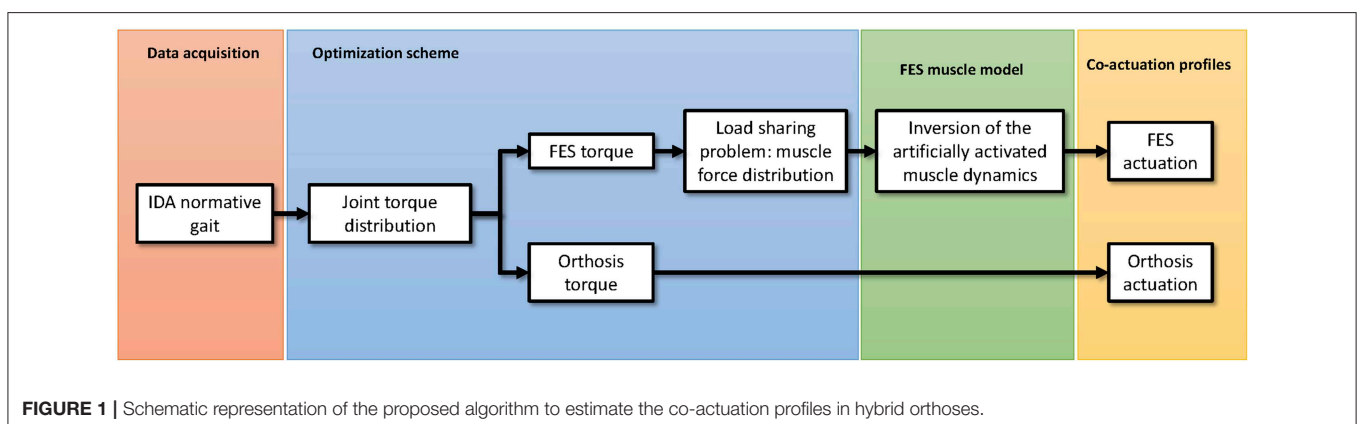 Data acquisition
Optimization scheme
FES muscle model
Co-actuation profiles
IDA normative
gait
Joint torque
distribution
FES torque
Load sharing
problem: muscle
force distribution
Inversion of the
artificially activated
muscle dynamics
FES
actuation
Orthosis
torque
Orthosis
actuation
FIGURE 1 | Schematic representation of the proposed algorithm to estimate the co-actuation profiles in hybrid orthoses.